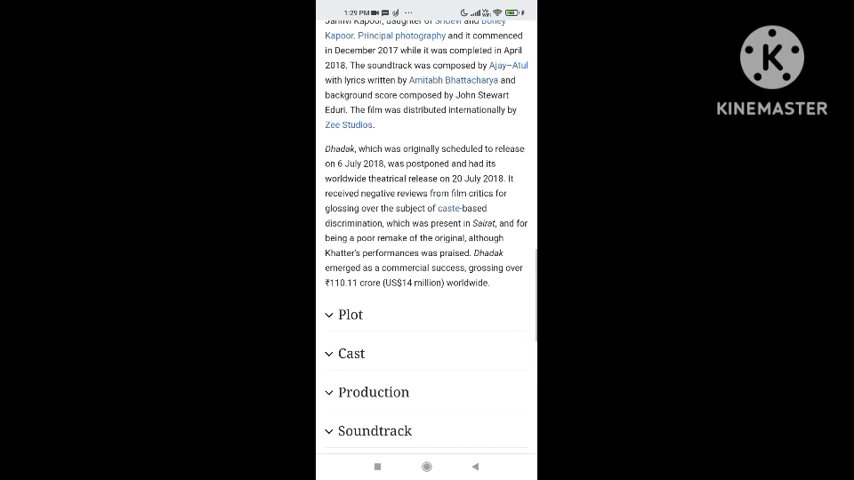 1:29 PM
KINEMASTER
Janhvi Kapoor, daughter of Sridevi and Boney
Kapoor. Principal photography and it commenced
in December 2017 while it was completed in April
2018. The soundtrack was composed by Ajay–Atul
with lyrics written by Amitabh Bhattacharya and
background score composed by John Stewart
Eduri. The film was distributed internationally by
Zee Studios.
Dhadak, which was originally scheduled to release
on 6 July 2018, was postponed and had its
worldwide theatrical release on 20 July 2018. It
received negative reviews from film critics for
glossing over the subject of caste-based
discrimination, which was present in Sairat, and for
being a poor remake of the original, although
Khatter's performances was praised. Dhadak
emerged as a commercial success, grossing over
₹110.11 crore (US$14 million) worldwide.
Plot
Cast
Production
Soundtrack